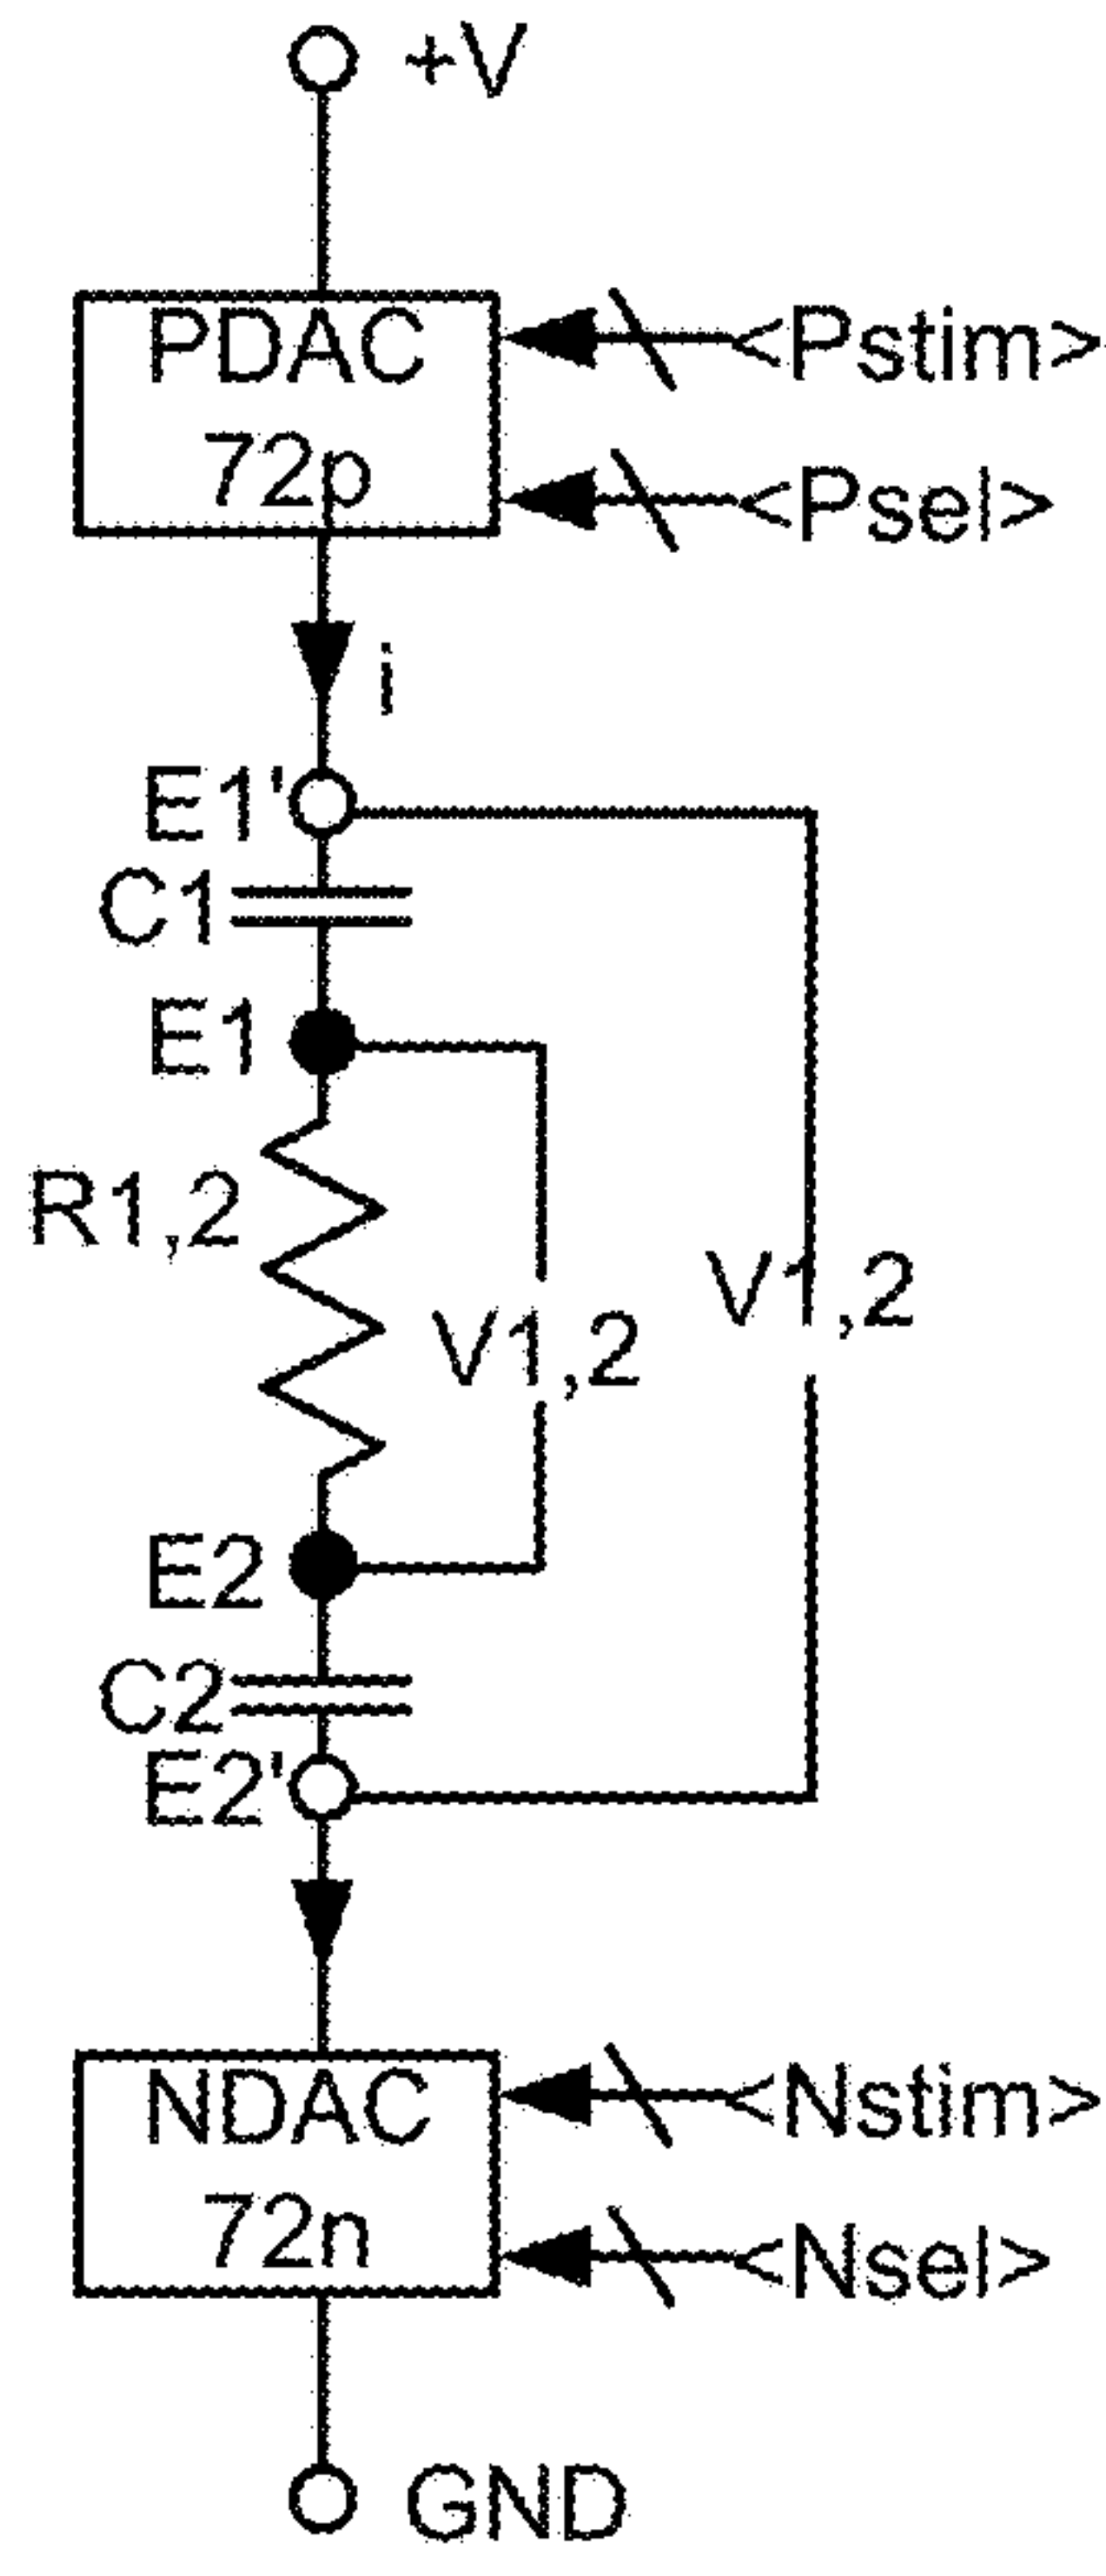 +V
PDAC
72p
<Pstim>
<Psel>
i
E1'
C1
E1
R1,2
V1,2
V1,2
E2
C2
E2'
NDAC
72n
<Nstim>
<Nsel>
GND